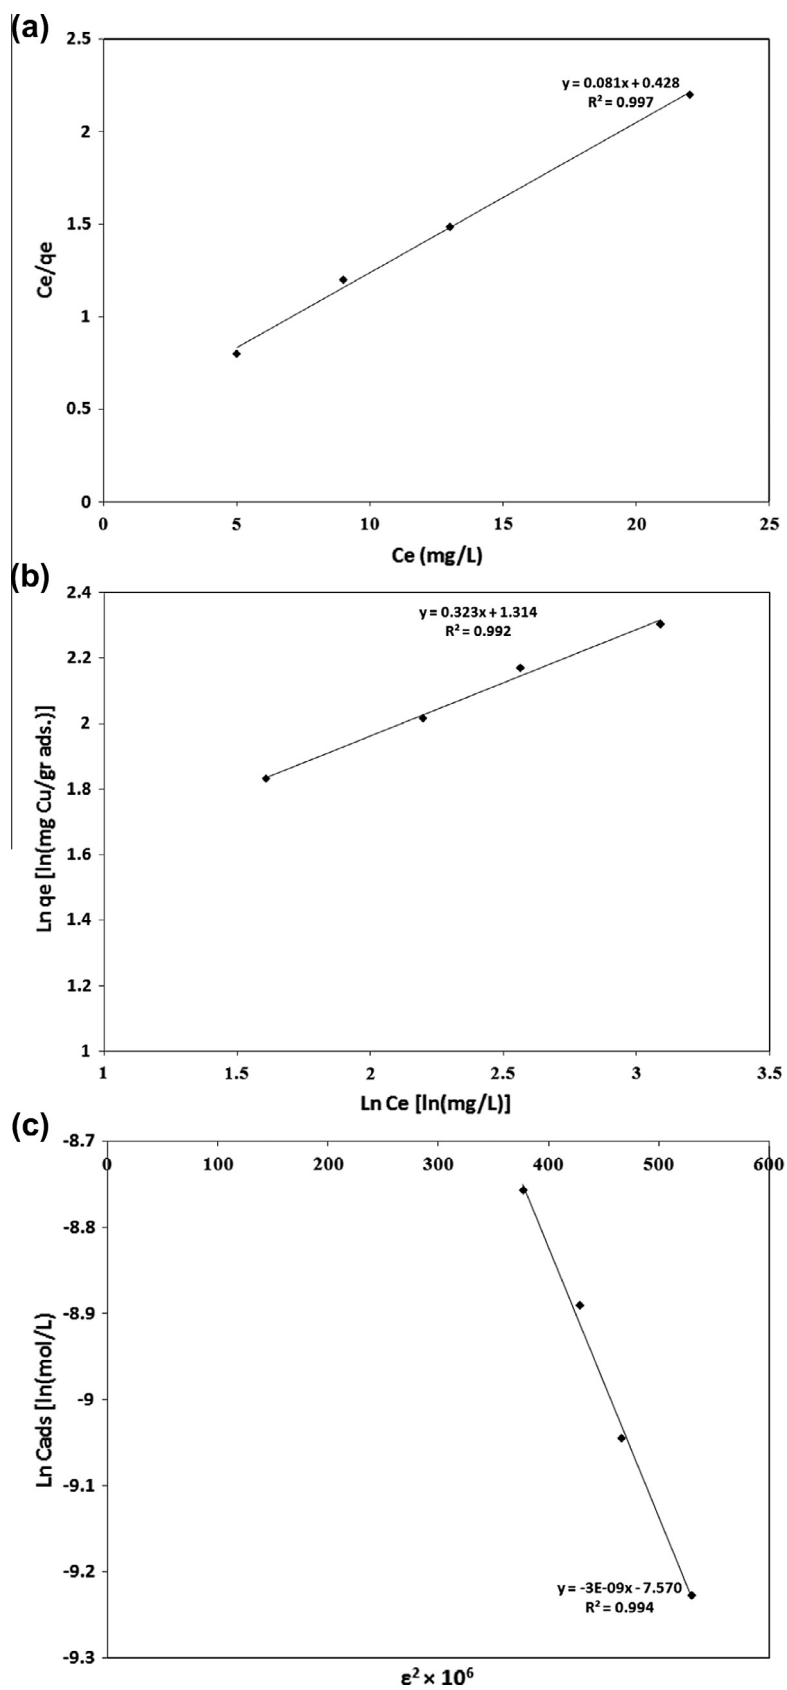 (a)
2.5
y = 0.081x + 0.428
R² = 0.997
2
1.5
Ce/qe
1
0.5
0
0 5 10 15 20 25
Ce (mg/L)
(b)
2.4
y = 0.323x + 1.314
R² = 0.992
2.2
2
1.8
Ln qe [ln(mg Cu/gr ads.)]
1.6
1.4
1.2
1
1 1.5 2 2.5 3 3.5
Ln Ce [ln(mg/L)]
(c)
-8.7
0 100 200 300 400 500 600
-8.8
-8.9
-9
Ln Cads [ln(mol/L)
-9.1
-9.2
y = -3E-09x - 7.570
R² = 0.994
-9.3
ε² × 10⁶